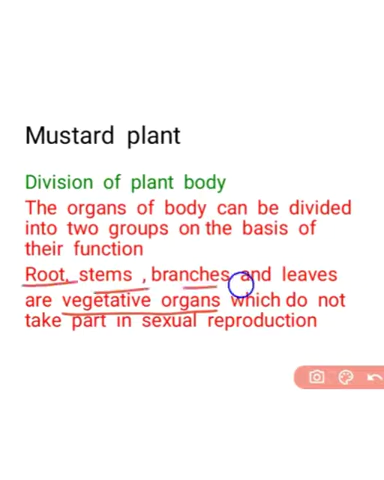 Mustard plant
Division of plant body
The organs of body can be divided
into two groups on the basis of
their function
Root, stems , branches and leaves
are vegetative organs which do not
take part in sexual reproduction